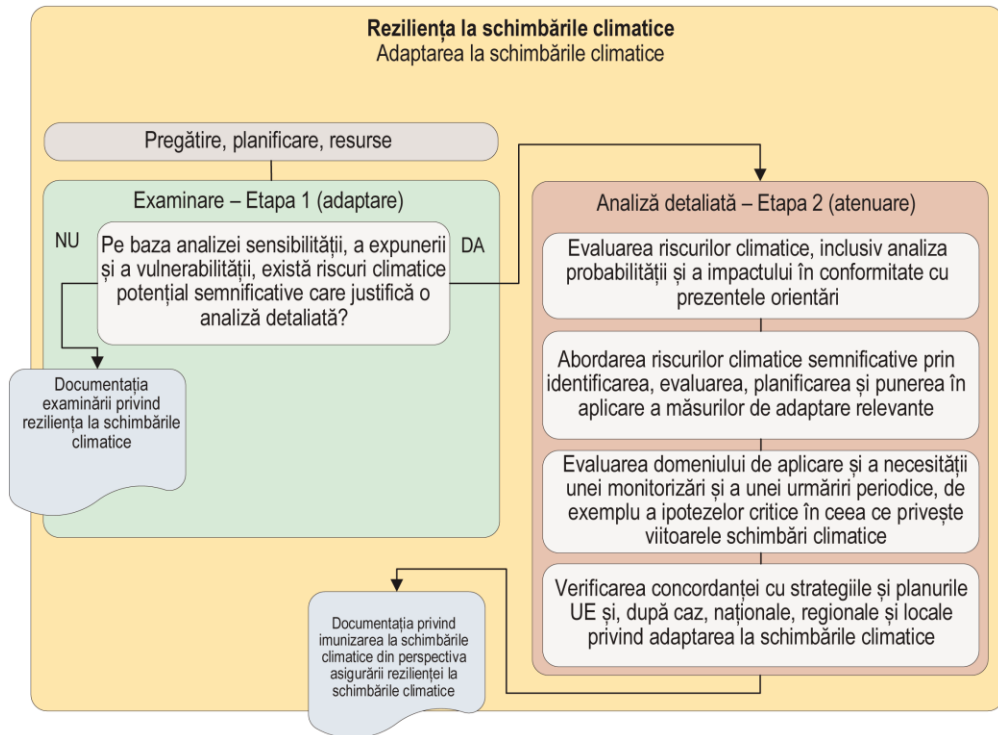 Reziliența la schimbările climatice
Adaptarea la schimbările climatice
Pregătire, planificare, resurse
Examinare – Etapa 1 (adaptare)
NU
Pe baza analizei sensibilității, a expunerii
și a vulnerabilității, există riscuri climatice
potențial semnificative care justifică o
analiză detaliată?
DA
Documentația
examinării privind
reziliența la schimbările
climatice
Analiză detaliată – Etapa 2 (atenuare)
Evaluarea riscurilor climatice, inclusiv analiza
probabilității și a impactului în conformitate cu
prezentele orientări
Abordarea riscurilor climatice semnificative prin
identificarea, evaluarea, planificarea și punerea în
aplicare a măsurilor de adaptare relevante
Evaluarea domeniului de aplicare și a necesității
unei monitorizări și a unei urmăriri periodice, de
exemplu a ipotezelor critice în ceea ce privește
viitoarele schimbări climatice
Verificarea concordanței cu strategiile și planurile
UE și, după caz, naționale, regionale și locale
privind adaptarea la schimbările climatice
Documentația privind
imunizarea la schimbările
climatice din perspectiva
asigurării rezilienței la
schimbările climatice